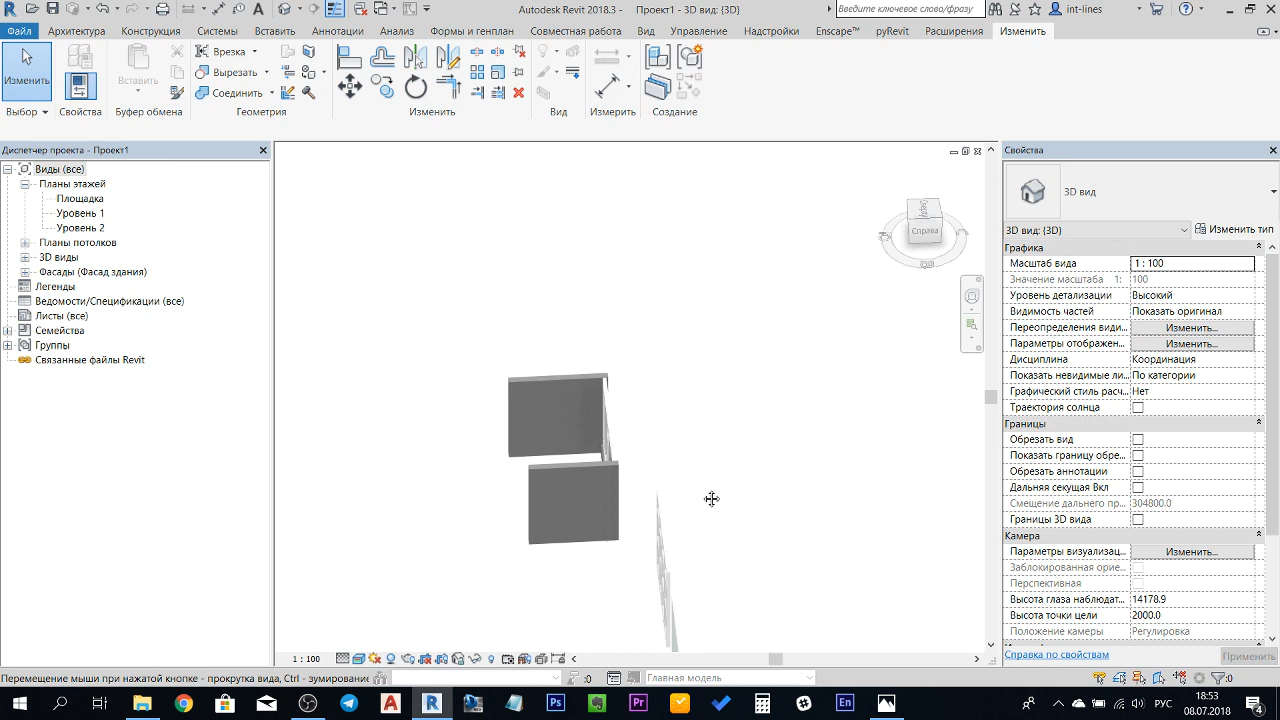 Autodesk Revit 2018.3 - Проект1 - 3D вид: {3D}
Введите ключевое слово/фразу
int-lines
Файл Архитектура Конструкция Системы Вставить Аннотации Анализ Формы и генплан Совместная работа Вид Управление Надстройки Enscape™ pyRevit Расширения Изменить
Изменить
Вставить
Врезка
Вырезать
Соединить
Выбор Свойства Буфер обмена Геометрия Изменить Вид Измерить Создание
Диспетчер проекта - Проект1
Виды (все)
Планы этажей
Площадка
Уровень 1
Уровень 2
Планы потолков
3D виды
Фасады (Фасад здания)
Легенды
Ведомости/Спецификации (все)
Листы (все)
Семейства
Группы
Связанные файлы Revit
Справа
Свойства
3D вид
3D вид: {3D}
Изменить тип
Графика
Масштаб вида 1 : 100
Значение масштаба 1: 100
Уровень детализации Высокий
Видимость частей Показать оригинал
Переопределения види... Изменить...
Параметры отображен... Изменить...
Дисциплина Координация
Показать невидимые ли... По категории
Графический стиль расч... Нет
Траектория солнца
Границы
Обрезать вид
Показать границу обре...
Обрезать аннотации
Дальняя секущая Вкл
Смещение дальнего пр... 304800.0
Границы 3D вида
Камера
Параметры визуализац... Изменить...
Заблокированная орие...
Перспективная
Высота глаза наблюдат... 14178.9
Высота точки цели 2000.0
Положение камеры Регулировка
Справка по свойствам
Применить
1 : 100
Перемещение мыши при нажатой кнопке - прокрутка вида, Ctrl - зумирование
:0
Главная модель
:0
РУС
18:53
08.07.2018